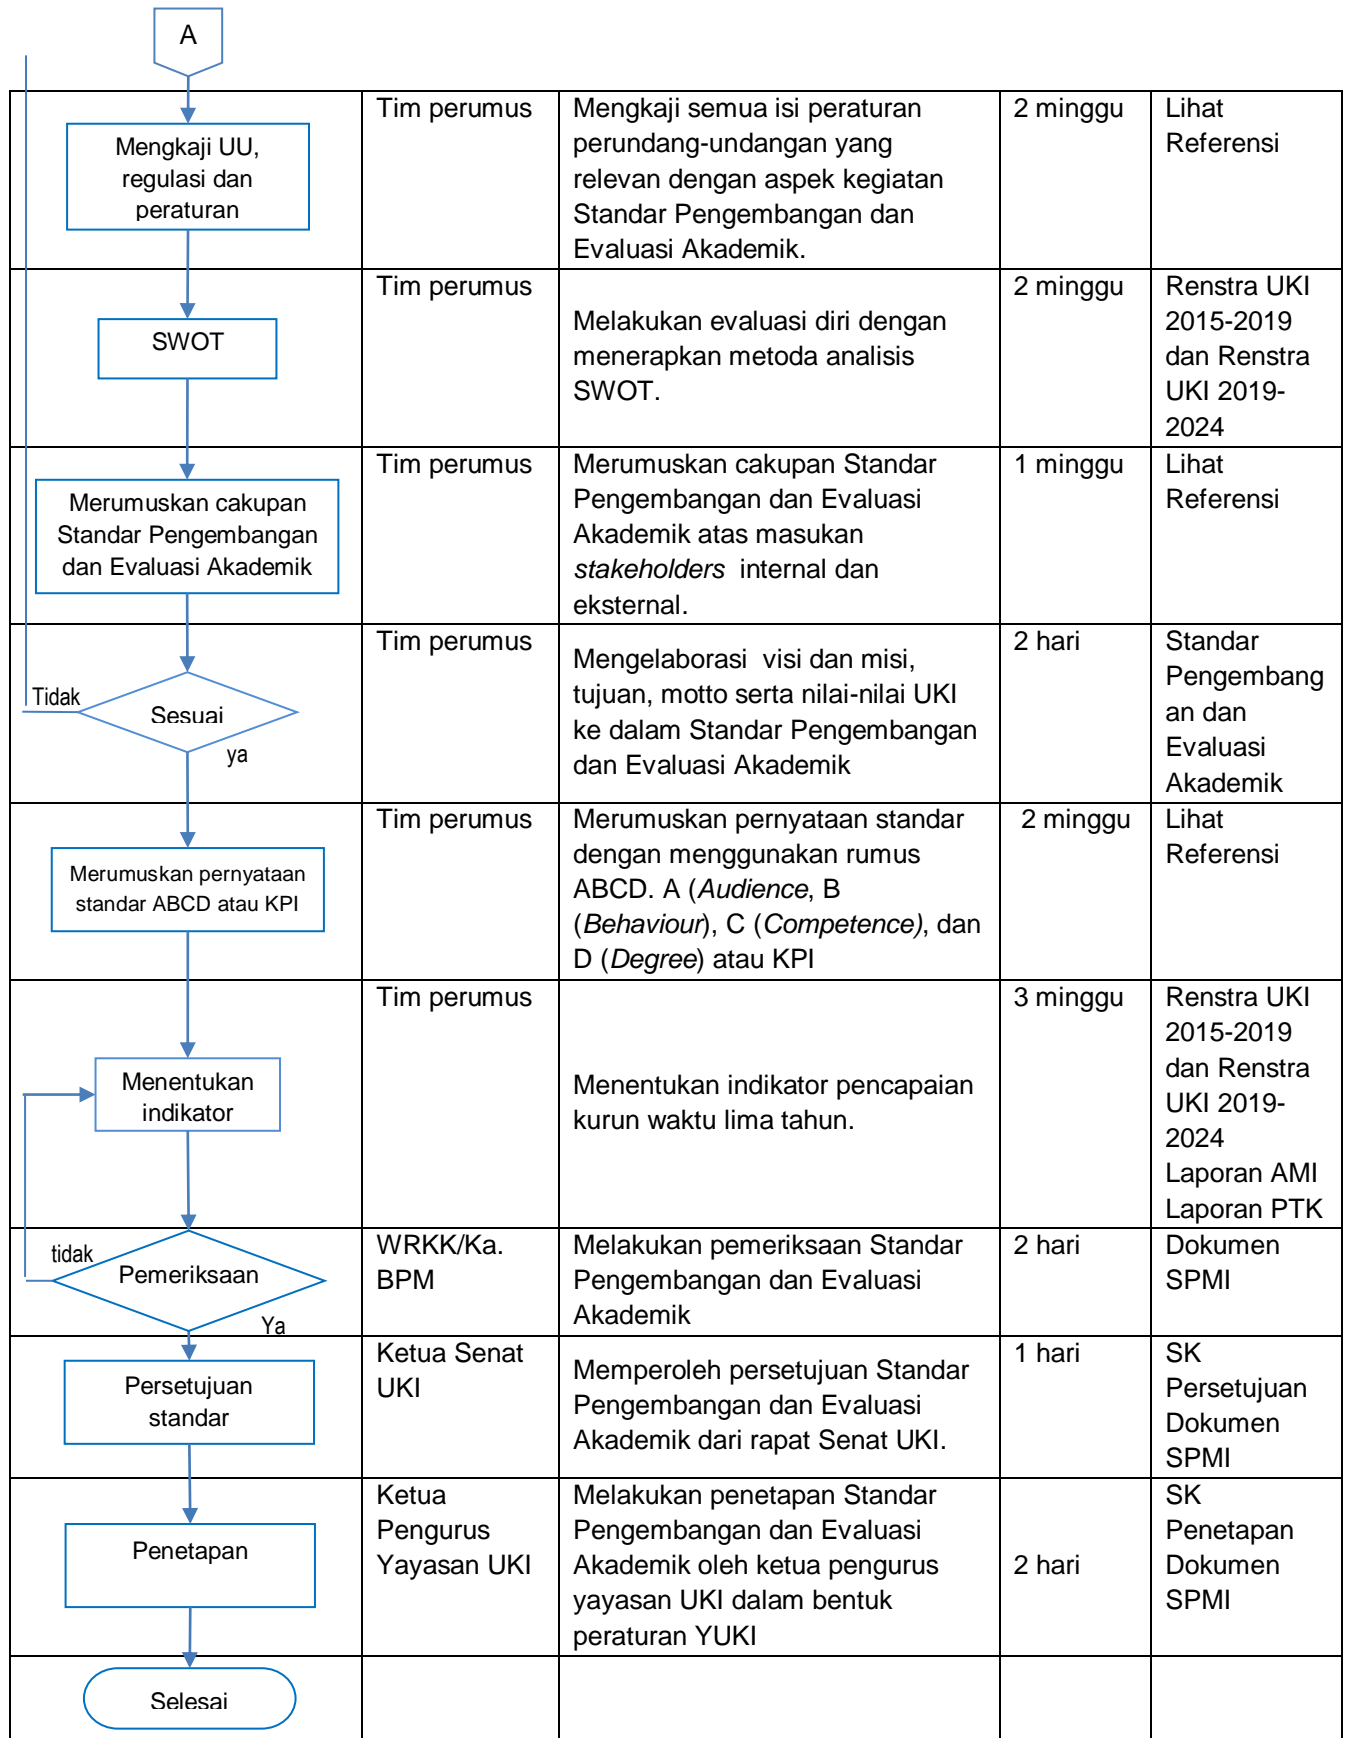 A
Mengkaji UU,
regulasi dan
peraturan
Tim perumus
Mengkaji semua isi peraturan
perundang-undangan yang
relevan dengan aspek kegiatan
Standar Pengembangan dan
Evaluasi Akademik.
2 minggu
Lihat
Referensi
SWOT
Tim perumus
Melakukan evaluasi diri dengan
menerapkan metoda analisis
SWOT.
2 minggu
Renstra UKI
2015-2019
dan Renstra
UKI 2019-
2024
Merumuskan cakupan
Standar Pengembangan
dan Evaluasi Akademik
Tim perumus
Merumuskan cakupan Standar
Pengembangan dan Evaluasi
Akademik atas masukan
stakeholders  internal dan
eksternal.
1 minggu
Lihat
Referensi
Tidak
Sesuai
ya
Tim perumus
Mengelaborasi  visi dan misi,
tujuan, motto serta nilai-nilai UKI
ke dalam Standar Pengembangan
dan Evaluasi Akademik
2 hari
Standar
Pengembang
an dan
Evaluasi
Akademik
Merumuskan pernyataan
standar ABCD atau KPI
Tim perumus
Merumuskan pernyataan standar
dengan menggunakan rumus
ABCD. A (Audience, B
(Behaviour), C (Competence), dan
D (Degree) atau KPI
2 minggu
Lihat
Referensi
Menentukan
indikator
Tim perumus
Menentukan indikator pencapaian
kurun waktu lima tahun.
3 minggu
Renstra UKI
2015-2019
dan Renstra
UKI 2019-
2024
Laporan AMI
Laporan PTK
tidak
Pemeriksaan
Ya
WRKK/Ka.
BPM
Melakukan pemeriksaan Standar
Pengembangan dan Evaluasi
Akademik
2 hari
Dokumen
SPMI
Persetujuan
standar
Ketua Senat
UKI
Memperoleh persetujuan Standar
Pengembangan dan Evaluasi
Akademik dari rapat Senat UKI.
1 hari
SK
Persetujuan
Dokumen
SPMI
Penetapan
Ketua
Pengurus
Yayasan UKI
Melakukan penetapan Standar
Pengembangan dan Evaluasi
Akademik oleh ketua pengurus
yayasan UKI dalam bentuk
peraturan YUKI
2 hari
SK
Penetapan
Dokumen
SPMI
Selesai